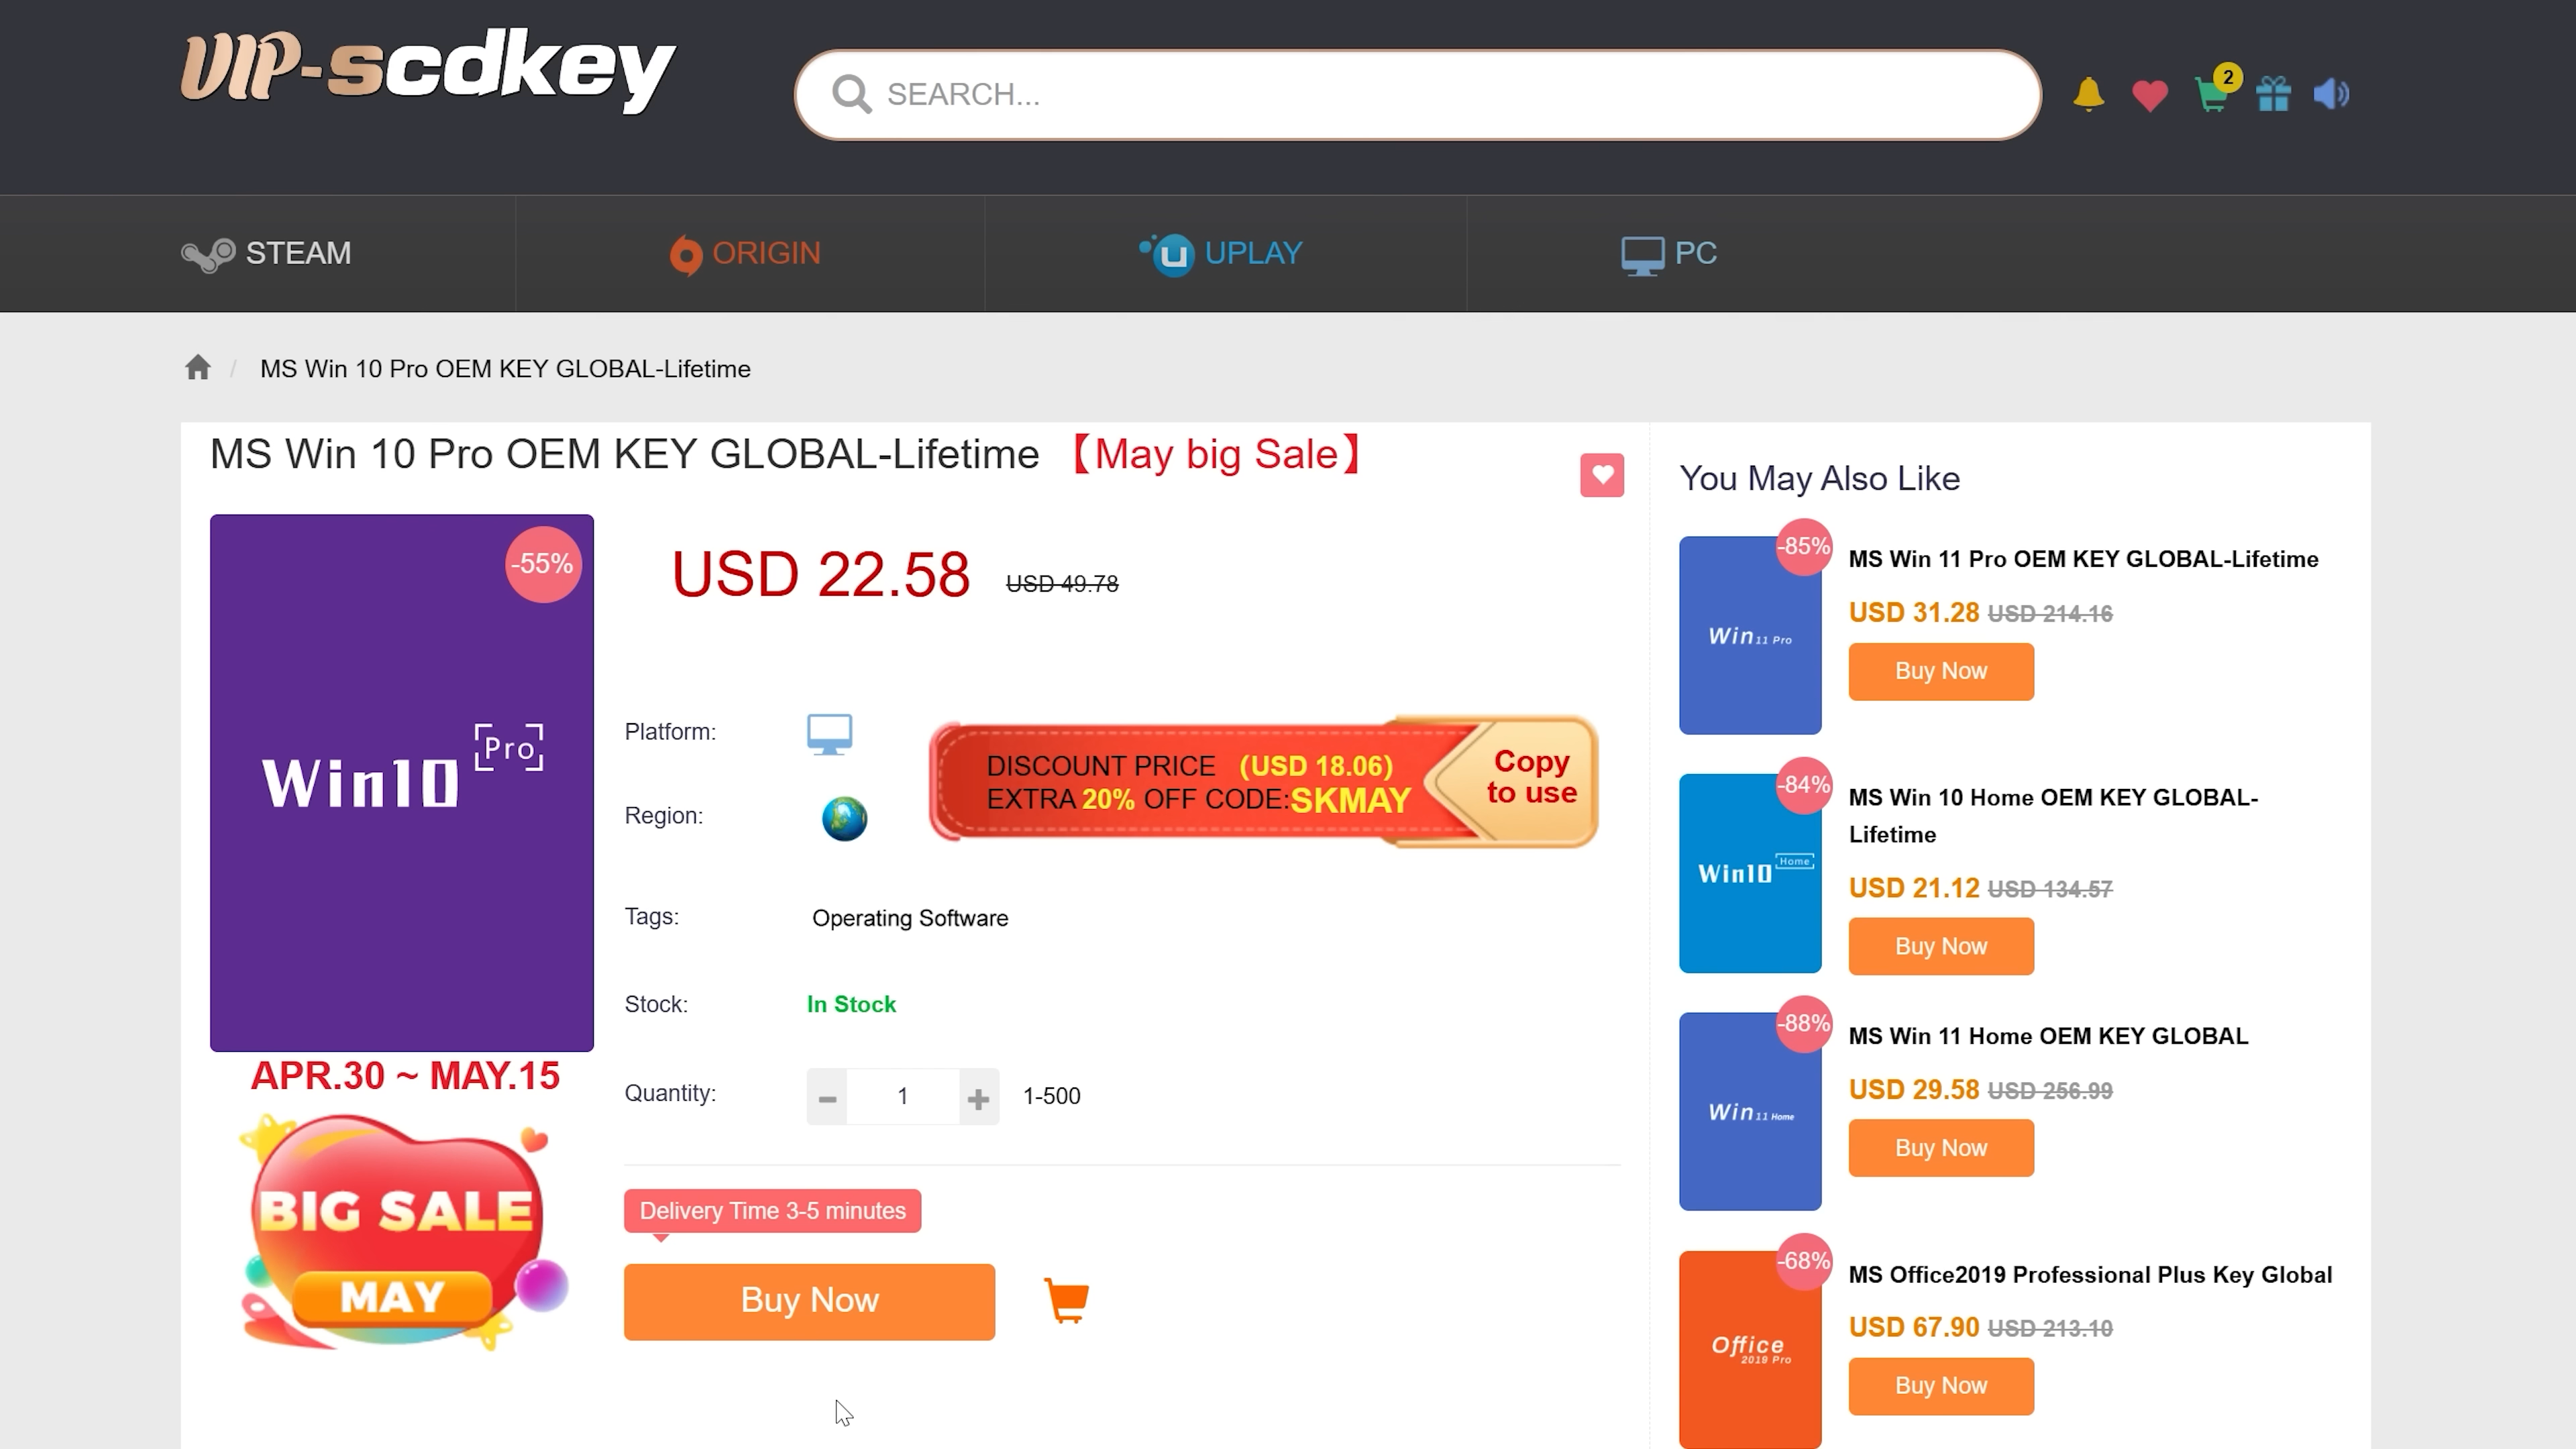 VIP-scdkey
SEARCH...
2
STEAM
ORIGIN
UPLAY
PC
/ MS Win 10 Pro OEM KEY GLOBAL-Lifetime
MS Win 10 Pro OEM KEY GLOBAL-Lifetime 【May big Sale】
-55%
Win10 Pro
APR.30 ~ MAY.15
BIG SALE
MAY
USD 22.58 USD 49.78
Platform:
Region:
DISCOUNT PRICE (USD 18.06)
EXTRA 20% OFF CODE:SKMAY
Copy
to use
Tags: Operating Software
Stock: In Stock
Quantity: 1 1-500
Delivery Time 3-5 minutes
Buy Now
You May Also Like
-85%
Win 11 Pro
MS Win 11 Pro OEM KEY GLOBAL-Lifetime
USD 31.28 USD 214.16
Buy Now
-84%
Win10 Home
MS Win 10 Home OEM KEY GLOBAL-
Lifetime
USD 21.12 USD 134.57
Buy Now
-88%
Win 11 Home
MS Win 11 Home OEM KEY GLOBAL
USD 29.58 USD 256.99
Buy Now
-68%
Office
2019 Pro
MS Office2019 Professional Plus Key Global
USD 67.90 USD 213.10
Buy Now